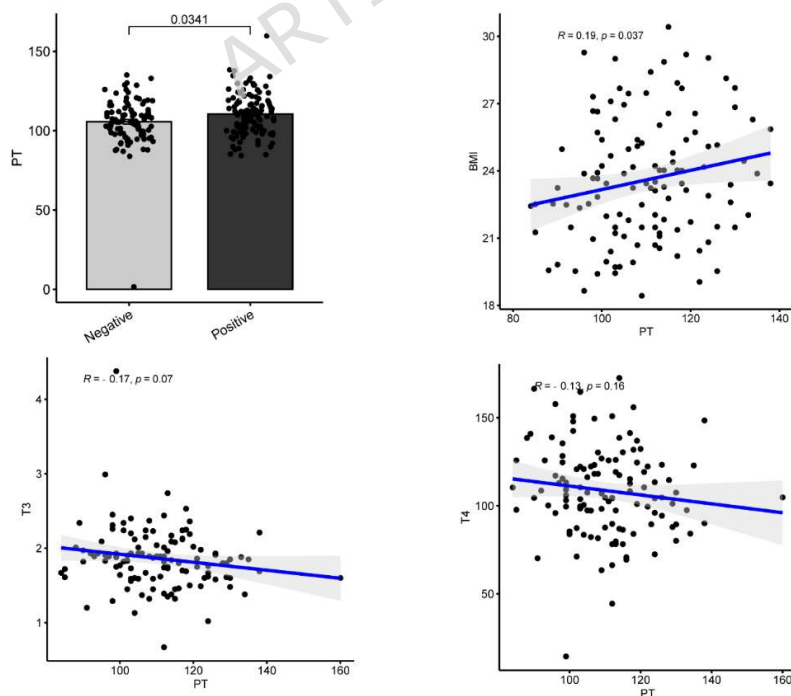 ARTI
0.0341
150
100
50
0
PT
Negative
Positive
R = 0.19, p = 0.037
30
27
24
21
18
BMI
80
100
120
140
PT
R = - 0.17, p = 0.07
4
3
2
1
T3
100
120
140
160
PT
R = - 0.13, p = 0.16
150
100
50
T4
100
120
140
160
PT